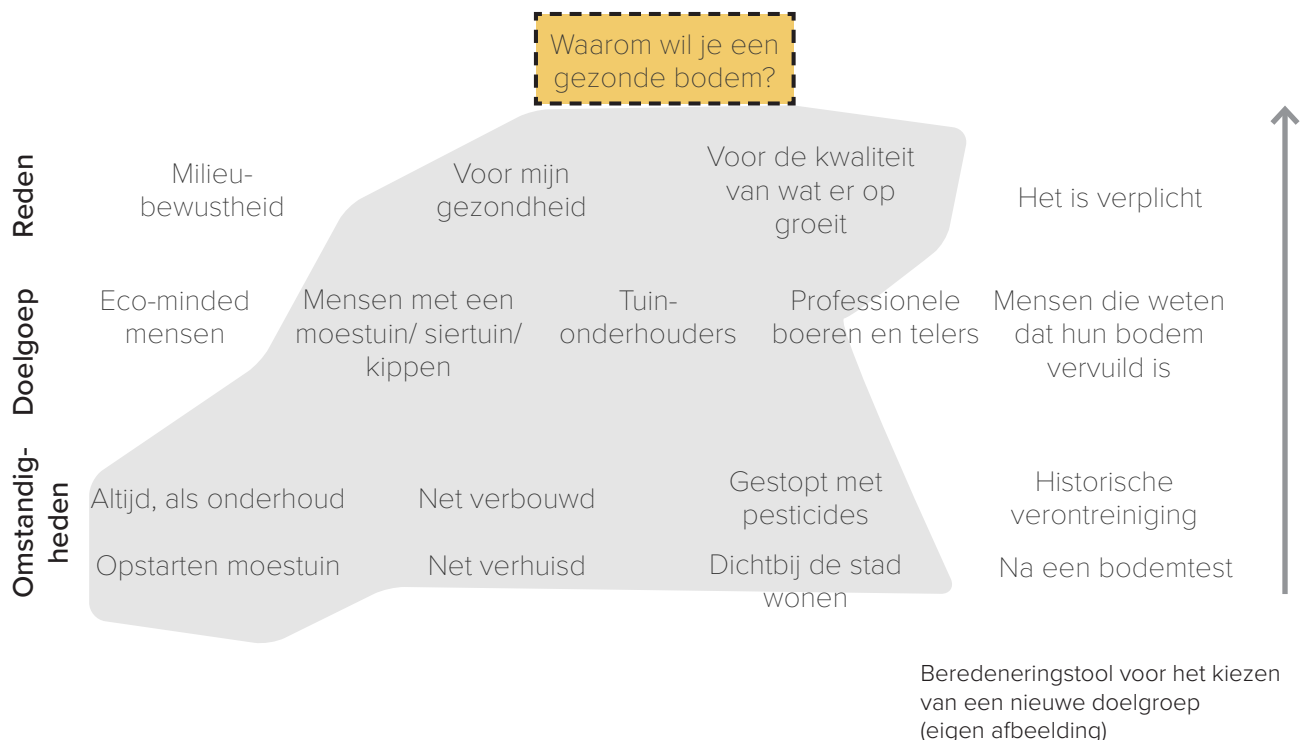 Waarom wil je een
gezonde bodem?
Reden
Milieu-
bewustheid
Voor mijn
gezondheid
Voor de kwaliteit
van wat er op
groeit
Het is verplicht
Doelgoep
Eco-minded
mensen
Mensen met een
moestuin/ siertuin/
kippen
Tuin-
onderhouders
Professionele
boeren en telers
Mensen die weten
dat hun bodem
vervuild is
Omstandig-
heden
Altijd, als onderhoud
Net verbouwd
Gestopt met
pesticides
Historische
verontreiniging
Opstarten moestuin
Net verhuisd
Dichtbij de stad
wonen
Na een bodemtest
Beredeneringstool voor het kiezen
van een nieuwe doelgroep
(eigen afbeelding)